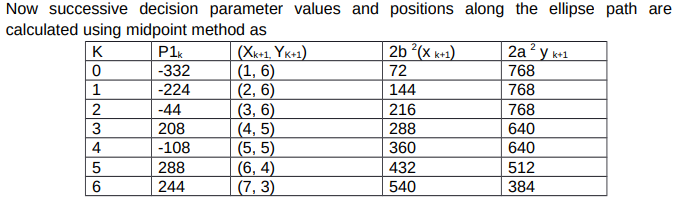 Now successive decision parameter values and positions along the ellipse path are
calculated using midpoint method as
K P1k (Xk+1, YK+1) 2b ²(x k+1) 2a ² y k+1
0 -332 (1, 6) 72 768
1 -224 (2, 6) 144 768
2 -44 (3, 6) 216 768
3 208 (4, 5) 288 640
4 -108 (5, 5) 360 640
5 288 (6, 4) 432 512
6 244 (7, 3) 540 384